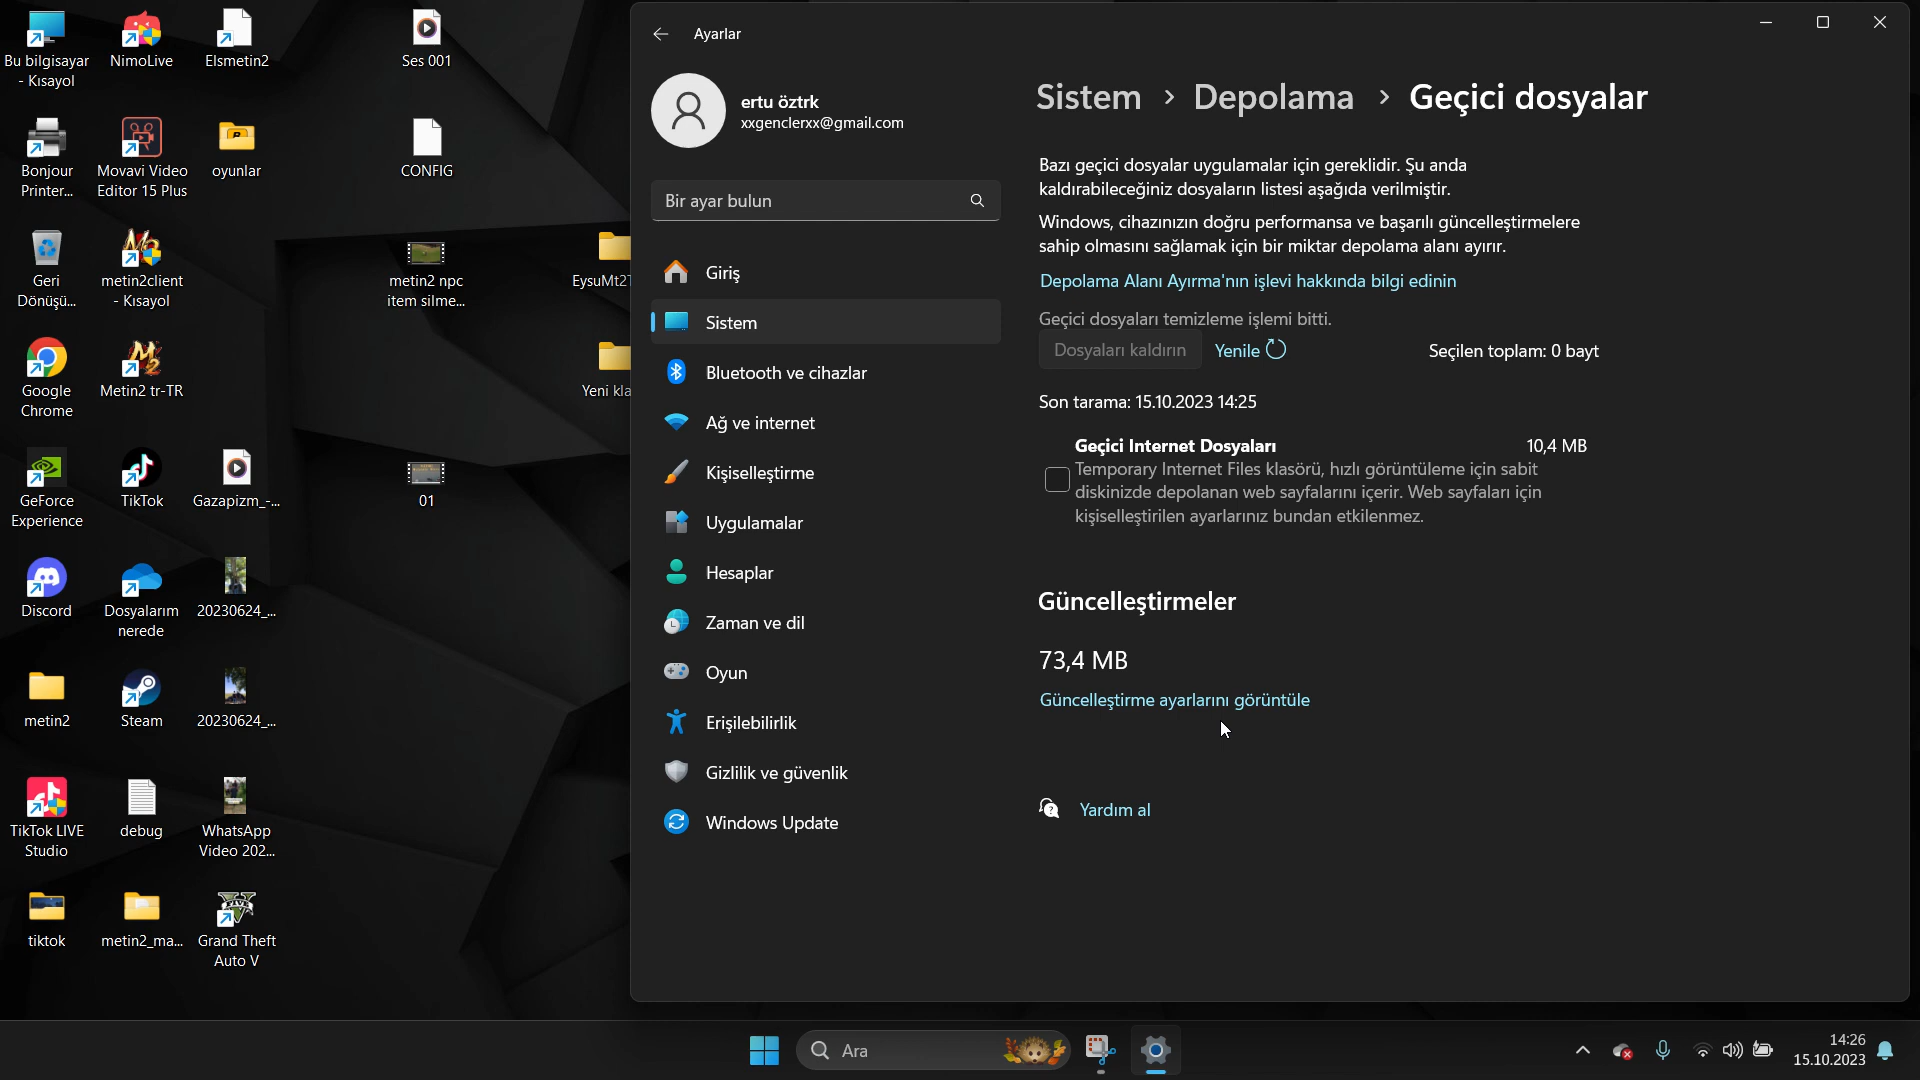 Bu bilgisayar
- Kısayol
NimoLive
Elsmetin2
Ses 001
Bonjour
Printer...
Movavi Video
Editor 15 Plus
oyunlar
CONFIG
Geri
Dönüşü...
metin2client
- Kısayol
metin2 npc
item silme...
EysuMt2T
Google
Chrome
Metin2 tr-TR
Yeni kla
GeForce
Experience
TikTok
Gazapizm_-...
01
Discord
Dosyalarım
nerede
20230624_...
metin2
Steam
20230624_...
TikTok LIVE
Studio
debug
WhatsApp
Video 202...
tiktok
metin2_ma...
Grand Theft
Auto V
Ayarlar
ertu öztrk
xxgenclerxx@gmail.com
Bir ayar bulun
Giriş
Sistem
Bluetooth ve cihazlar
Ağ ve internet
Kişiselleştirme
Uygulamalar
Hesaplar
Zaman ve dil
Oyun
Erişilebilirlik
Gizlilik ve güvenlik
Windows Update
Sistem > Depolama > Geçici dosyalar
Bazı geçici dosyalar uygulamalar için gereklidir. Şu anda
kaldırabileceğiniz dosyaların listesi aşağıda verilmiştir.
Windows, cihazınızın doğru performansa ve başarılı güncelleştirmelere
sahip olmasını sağlamak için bir miktar depolama alanı ayırır.
Depolama Alanı Ayırma'nın işlevi hakkında bilgi edinin
Geçici dosyaları temizleme işlemi bitti.
Dosyaları kaldırın Yenile Seçilen toplam: 0 bayt
Son tarama: 15.10.2023 14:25
Geçici Internet Dosyaları 10,4 MB
Temporary Internet Files klasörü, hızlı görüntüleme için sabit
diskinizde depolanan web sayfalarını içerir. Web sayfaları için
kişiselleştirilen ayarlarınız bundan etkilenmez.
Güncelleştirmeler
73,4 MB
Güncelleştirme ayarlarını görüntüle
Yardım al
Ara
14:26
15.10.2023